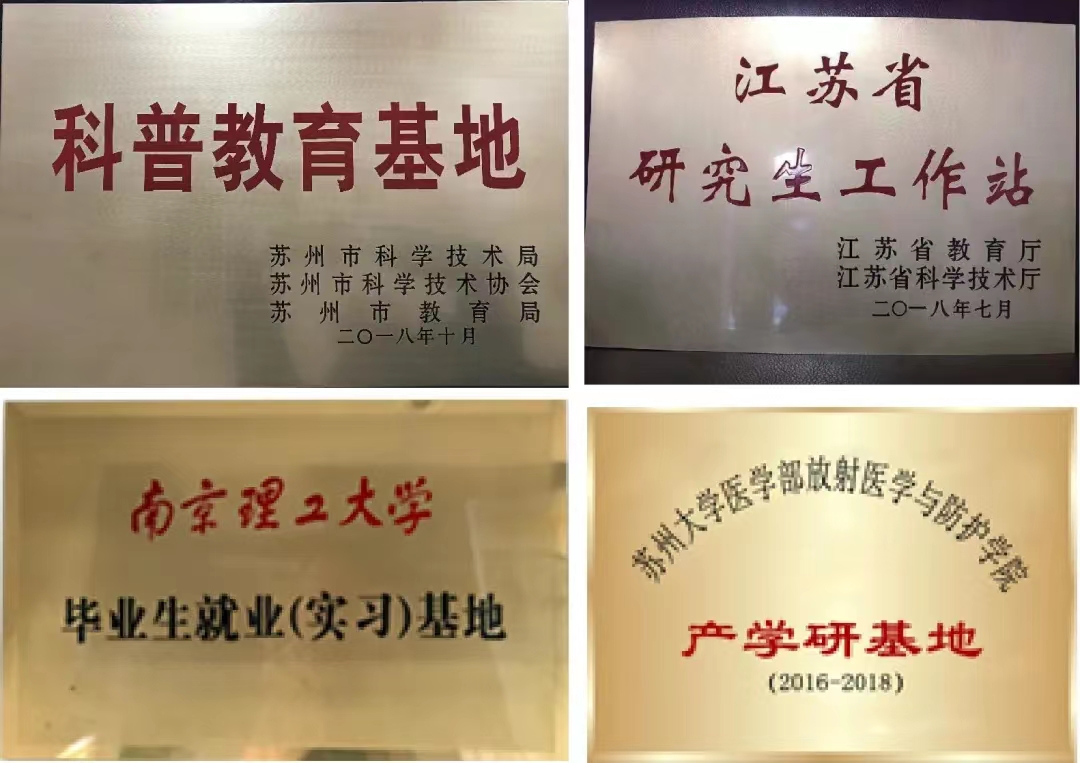 科普教育基地
苏州市科学技术局
苏州市科学技术协会
苏州市教育局
二〇一八年十月
江苏省
研究生工作站
江苏省教育厅
江苏省科学技术厅
二〇一八年七月
南京理工大学
毕业生就业(实习)基地
苏州大学医学部放射医学与防护学院
产学研基地
(2016-2018)